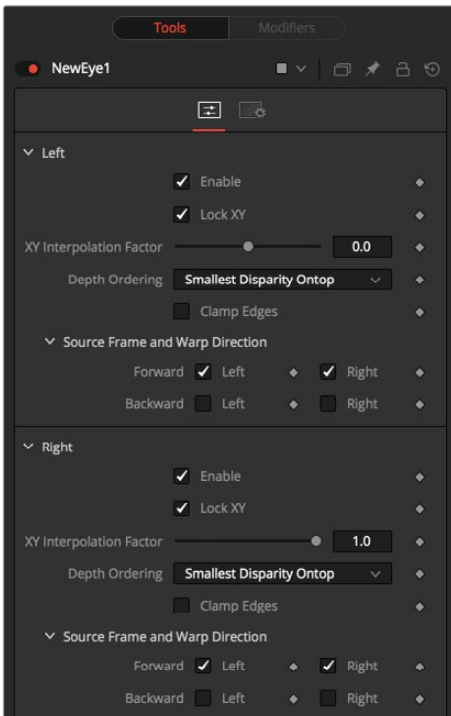 Tools Modifiers
NewEye1
Left
Enable
Lock XY
XY Interpolation Factor 0.0
Depth Ordering Smallest Disparity Ontop
Clamp Edges
Source Frame and Warp Direction
Forward Left Right
Backward Left Right
Right
Enable
Lock XY
XY Interpolation Factor 1.0
Depth Ordering Smallest Disparity Ontop
Clamp Edges
Source Frame and Warp Direction
Forward Left Right
Backward Left Right